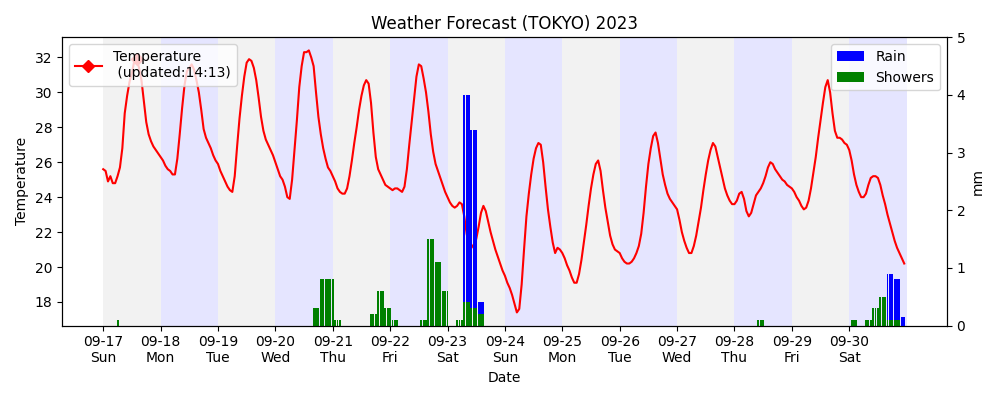 Weather Forecast (TOKYO) 2023
Temperature
(updated:14:13)
Rain
Showers
32
30
28
26
24
22
20
18
Temperature
5
4
3
2
1
0
mm
09-17 09-18 09-19 09-20 09-21 09-22 09-23 09-24 09-25 09-26 09-27 09-28 09-29 09-30
Sun Mon Tue Wed Thu Fri Sat Sun Mon Tue Wed Thu Fri Sat
Date